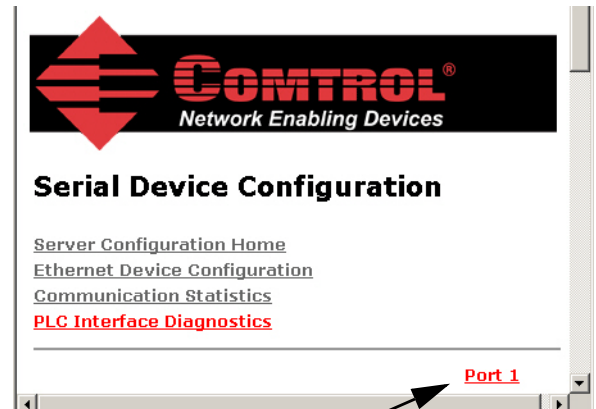 COMTROL®
Network Enabling Devices
Serial Device Configuration
Server Configuration Home
Ethernet Device Configuration
Communication Statistics
PLC Interface Diagnostics
Port 1